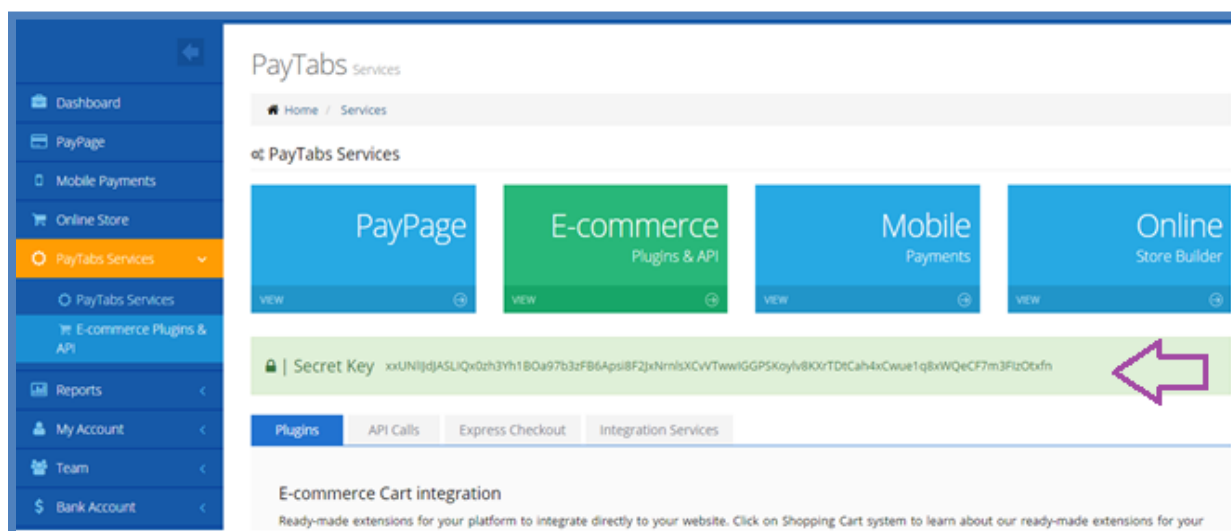 PayTabs Services
Home / Services
PayTabs Services
Dashboard
PayPage
Mobile Payments
Online Store
PayTabs Services
PayTabs Services
E-commerce Plugins &
API
Reports
My Account
Team
$ Bank Account
PayPage
VIEW
E-commerce
Plugins & API
VIEW
Mobile
Payments
VIEW
Online
Store Builder
VIEW
| Secret Key
Plugins
API Calls
Express Checkout
Integration Services
E-commerce Cart integration
Ready-made extensions for your platform to integrate directly to your website. Click on Shopping Cart system to learn about our ready-made extensions for your